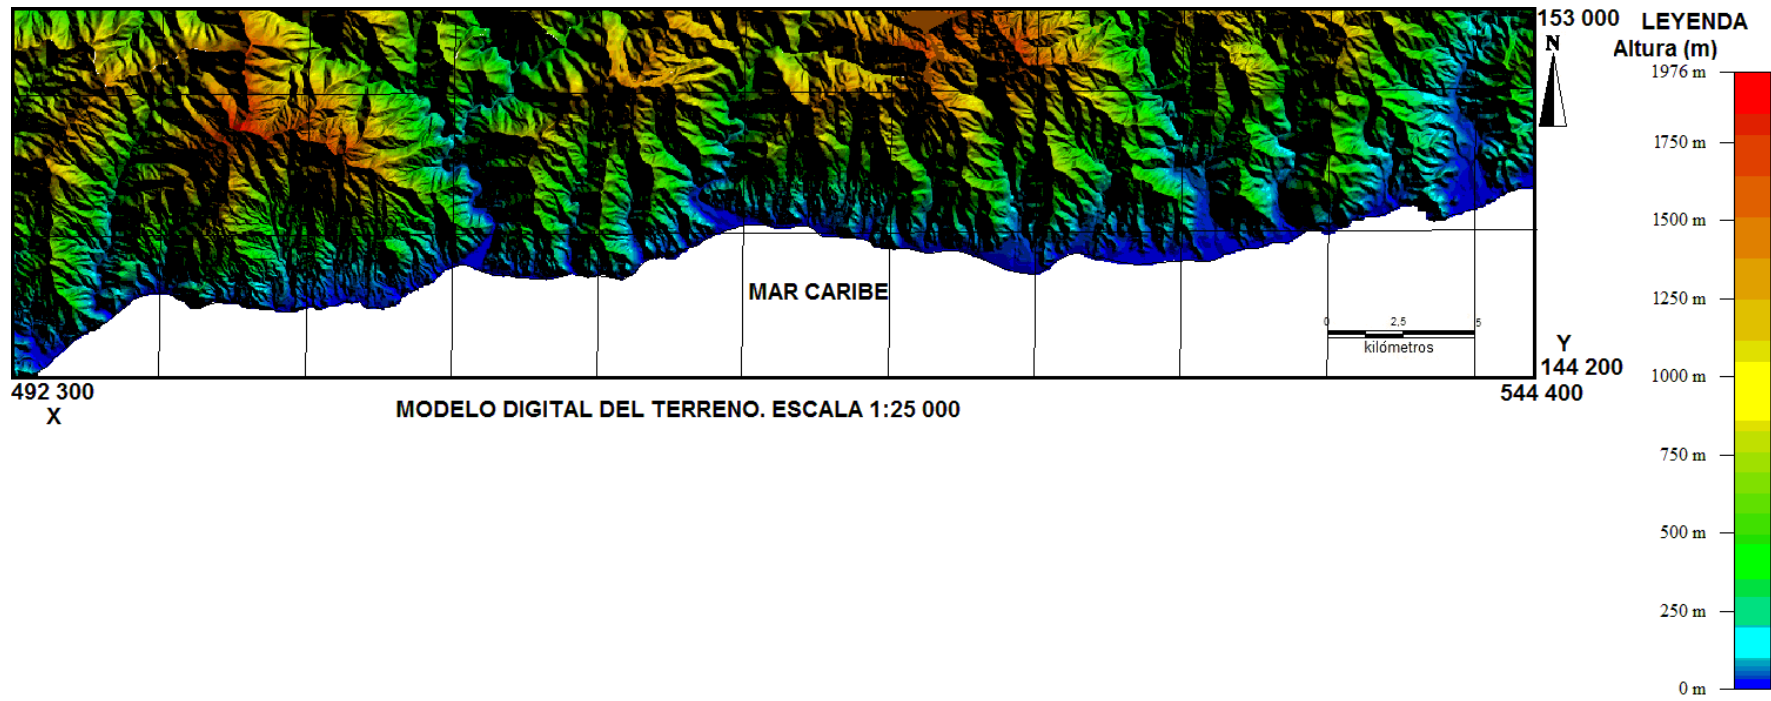 153 000
LEYENDA
N
Altura (m)
1976 m
1750 m
1500 m
1250 m
1000 m
750 m
500 m
250 m
0 m
MAR CARIBE
0 2,5 5
kilómetros
Y
144 200
492 300
544 400
X
MODELO DIGITAL DEL TERRENO. ESCALA 1:25 000